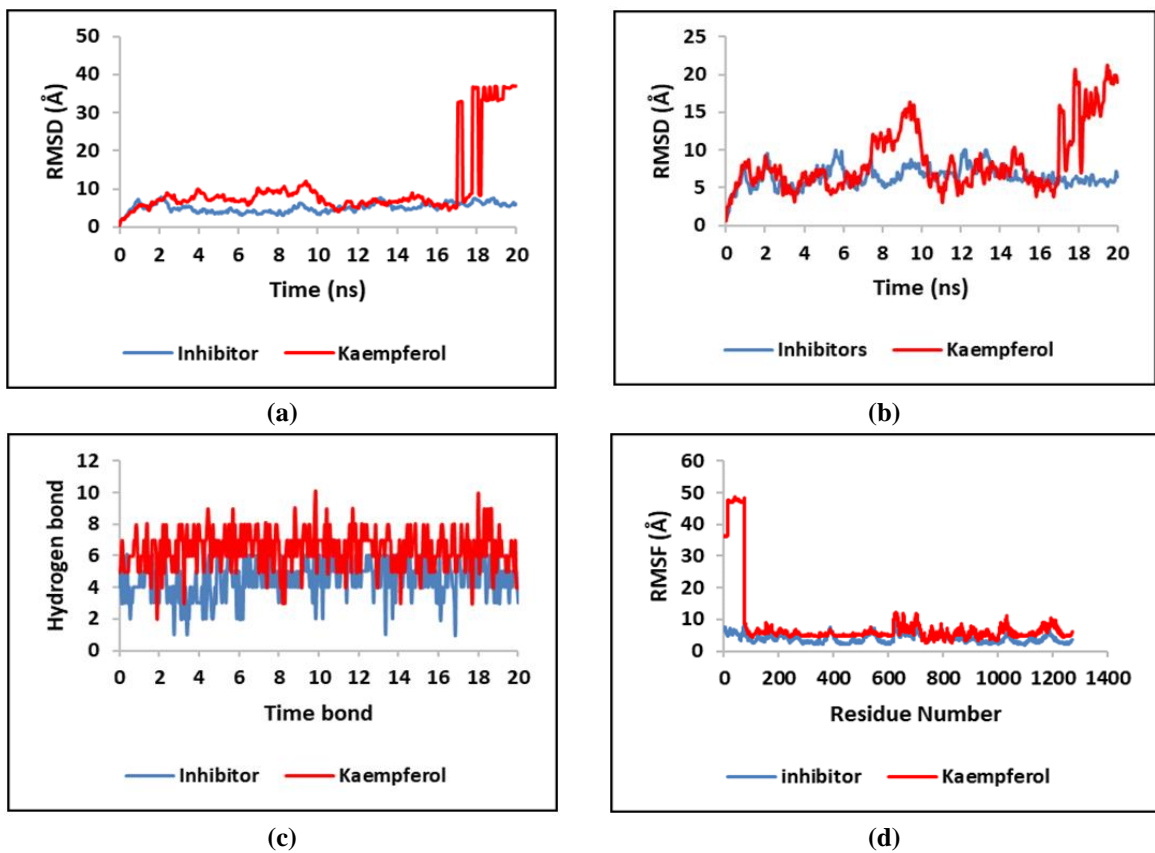 50
40
30
20
10
0
RMSD (Å)
0 2 4 6 8 10 12 14 16 18 20
Time (ns)
Inhibitor Kaempferol
(a)
25
20
15
10
5
0
RMSD (Å)
0 2 4 6 8 10 12 14 16 18 20
Time (ns)
Inhibitors Kaempferol
(b)
12
10
8
6
4
2
0
Hydrogen bond
0 2 4 6 8 10 12 14 16 18 20
Time bond
Inhibitor Kaempferol
(c)
60
50
40
30
20
10
0
RMSF (Å)
0 200 400 600 800 1000 1200 1400
Residue Number
inhibitor Kaempferol
(d)